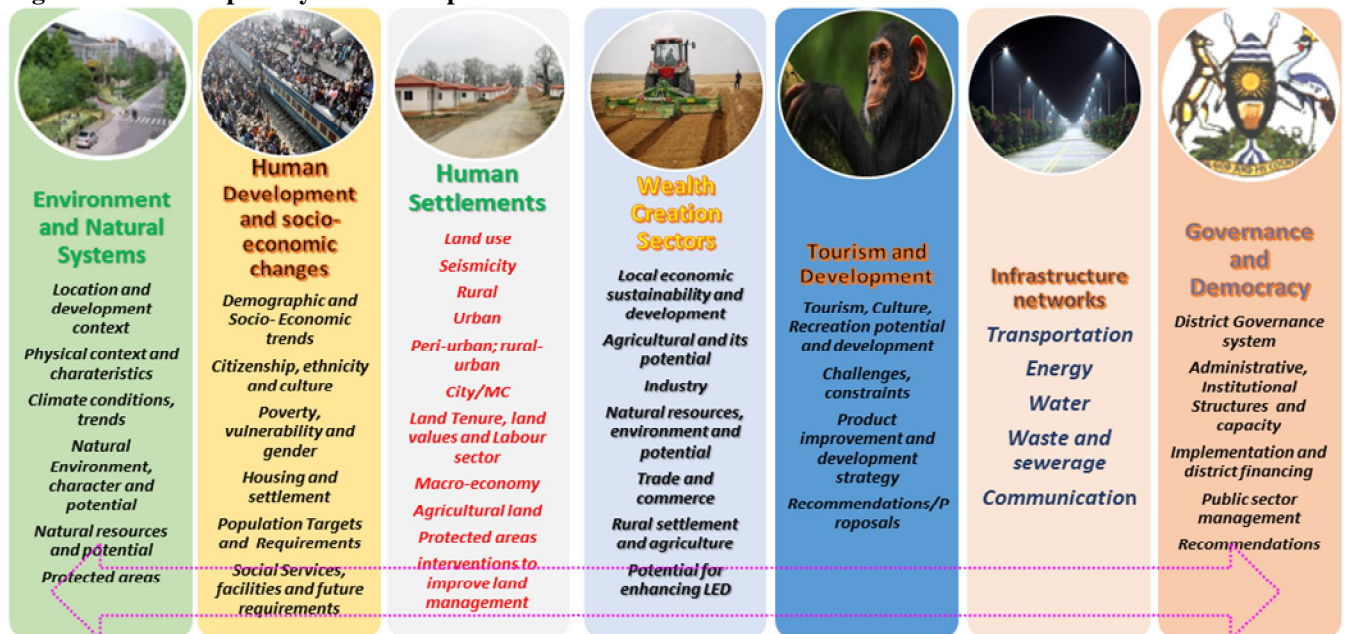 Environment
and Natural
Systems
Location and
development
context
Physical context and
charateristics
Climate conditions,
trends
Natural
Environment,
character and
potential
Natural resources
and potential
Protected areas
Human
Development
and socio-
economic
changes
Demographic and
Socio- Economic
trends
Citizenship, ethnicity
and culture
Poverty,
vulnerability and
gender
Housing and
settlement
Population Targets
and Requirements
Social Services,
facilities and future
requirements
Human
Settlements
Land use
Seismicity
Rural
Urban
Peri-urban; rural-
urban
City/MC
Land Tenure, land
values and Labour
sector
Macro-economy
Agricultural land
Protected areas
interventions to
improve land
management
Wealth
Creation
Sectors
Local economic
sustainability and
development
Agricultural and its
potential
Industry
Natural resources,
environment and
potential
Trade and
commerce
Rural settlement
and agriculture
Potential for
enhancing LED
Tourism and
Development
Tourism, Culture,
Recreation potential
and development
Challenges,
constraints
Product
improvement and
development
strategy
Recommendations/P
roposals
Infrastructure
networks
Transportation
Energy
Water
Waste and
sewerage
Communication
Governance
and
Democracy
District Governance
system
Administrative,
Institutional
Structures and
capacity
Implementation and
district financing
Public sector
management
Recommendations